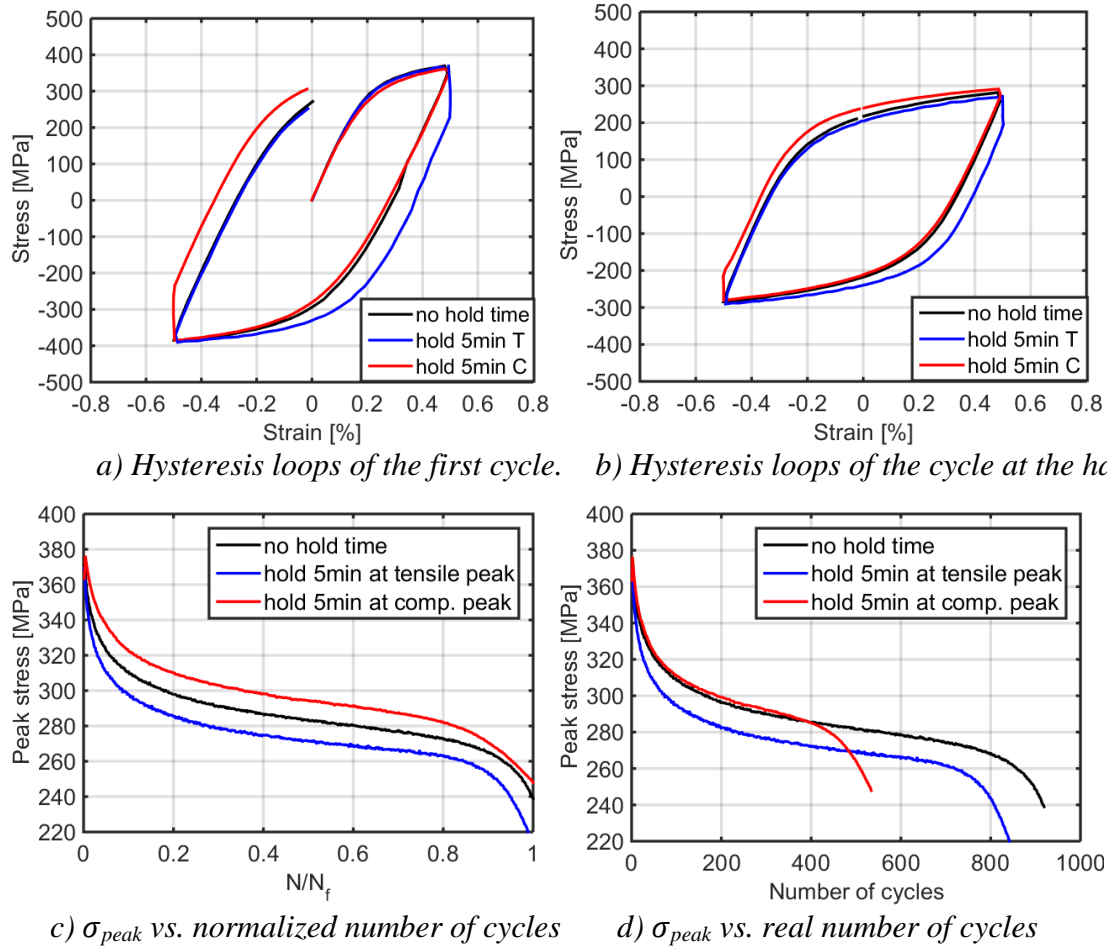 500
400
300
200
100
0
-100
-200
-300
-400
-500
Stress [MPa]
-0.8 -0.6 -0.4 -0.2 0 0.2 0.4 0.6 0.8
Strain [%]
no hold time
hold 5min T
hold 5min C
a) Hysteresis loops of the first cycle.
500
400
300
200
100
0
-100
-200
-300
-400
-500
Stress [MPa]
-0.8 -0.6 -0.4 -0.2 0 0.2 0.4 0.6 0.8
Strain [%]
no hold time
hold 5min T
hold 5min C
b) Hysteresis loops of the cycle at the
400
380
360
340
320
300
280
260
240
220
Peak stress [MPa]
0 0.2 0.4 0.6 0.8 1
N/Nf
no hold time
hold 5min at tensile peak
hold 5min at comp. peak
c) σpeak vs. normalized number of cycles
400
380
360
340
320
300
280
260
240
220
Peak stress [MPa]
0 200 400 600 800 1000
Number of cycles
no hold time
hold 5min at tensile peak
hold 5min at comp. peak
d) σpeak vs. real number of cycles